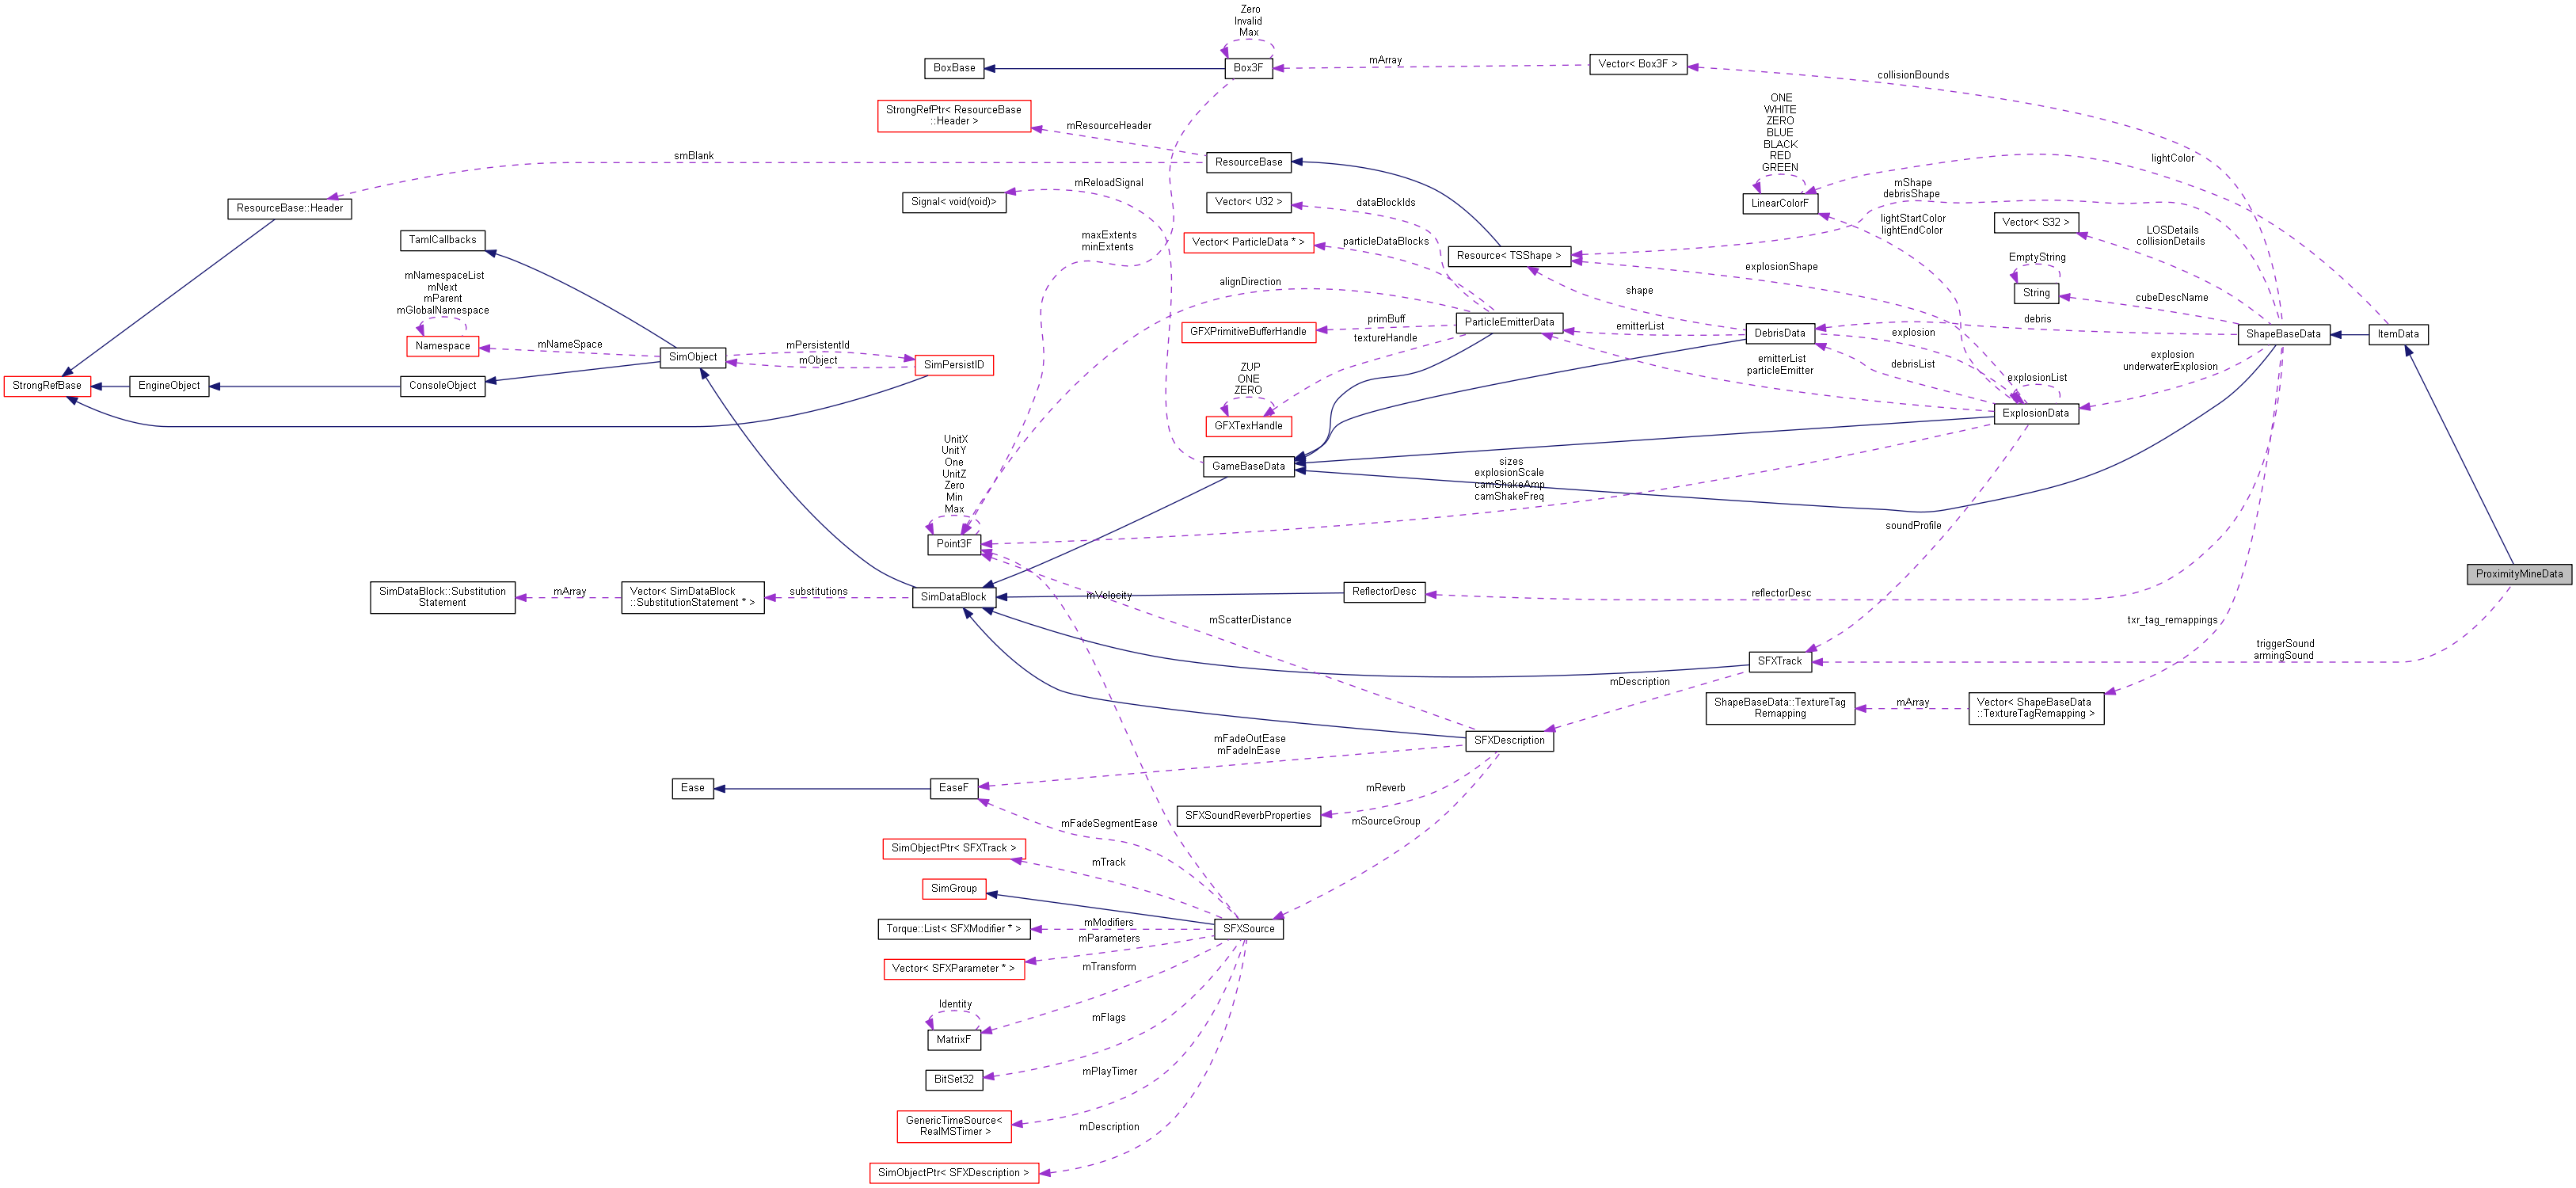 Zero
Invalid
Max
BoxBase
Box3F
mArray
Vector< Box3F >
collisionBounds
StrongRefPtr< ResourceBase
::Header >
mResourceHeader
ONE
WHITE
ZERO
BLUE
BLACK
RED
GREEN
smBlank
ResourceBase
lightColor
ResourceBase::Header
Signal< void(void)>
mReloadSignal
Vector< U32 >
dataBlockIds
LinearColorF
mShape
debrisShape
TamlCallbacks
maxExtents
minExtents
Vector< ParticleData * >
particleDataBlocks
Resource< TSShape >
lightStartColor
lightEndColor
Vector< S32 >
LOSDetails
collisionDetails
mNamespaceList
mNext
mParent
mGlobalNamespace
alignDirection
explosionShape
shape
EmptyString
String
cubeDescName
Namespace
mNameSpace
SimObject
mPersistentId
mObject
SimPersistID
GFXPrimitiveBufferHandle
primBuff
textureHandle
ParticleEmitterData
emitterList
DebrisData
explosion
debris
ShapeBaseData
ItemData
StrongRefBase
EngineObject
ConsoleObject
ZUP
ONE
ZERO
emitterList
particleEmitter
debrisList
explosionList
explosion
underwaterExplosion
GFXTexHandle
ExplosionData
UnitX
UnitY
One
UnitZ
Zero
Min
Max
GameBaseData
sizes
explosionScale
camShakeAmp
camShakeFreq
soundProfile
Point3F
ProximityMineData
SimDataBlock::Substitution
Statement
mArray
Vector< SimDataBlock
::SubstitutionStatement * >
substitutions
SimDataBlock
mVelocity
ReflectorDesc
reflectorDesc
mScatterDistance
txr_tag_remappings
triggerSound
armingSound
SFXTrack
mDescription
ShapeBaseData::TextureTag
Remapping
mArray
Vector< ShapeBaseData
::TextureTagRemapping >
mFadeOutEase
mFadeInEase
SFXDescription
Ease
EaseF
mReverb
SFXSoundReverbProperties
mSourceGroup
mFadeSegmentEase
SimObjectPtr< SFXTrack >
mTrack
SimGroup
Torque::List< SFXModifier * >
mModifiers
SFXSource
mParameters
Vector< SFXParameter * >
mTransform
Identity
MatrixF
mFlags
BitSet32
mPlayTimer
GenericTimeSource<
RealMSTimer >
mDescription
SimObjectPtr< SFXDescription >